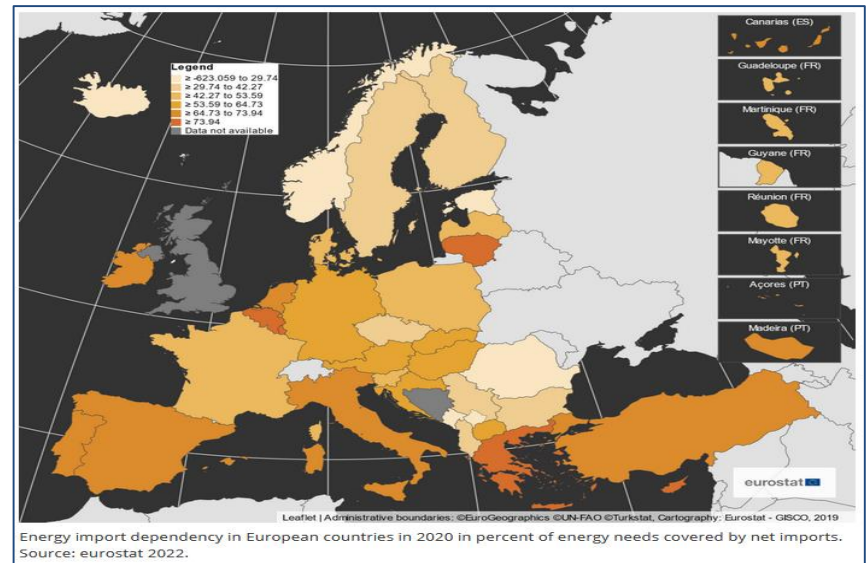 Legend
≥ -623.059 to 29.74
≥ 29.74 to 42.27
≥ 42.27 to 53.59
≥ 53.59 to 64.73
≥ 64.73 to 73.94
≥ 73.94
Data not available
Canarias (ES)
Guadeloupe (FR)
Martinique (FR)
Guyane (FR)
Réunion (FR)
Mayotte (FR)
Açores (PT)
Madeira (PT)
eurostat
Leaflet | Administrative boundaries: ©EuroGeographics ©UN-FAO ©Turkstat, Cartography: Eurostat - GISCO, 2019
Energy import dependency in European countries in 2020 in percent of energy needs covered by net imports.
Source: eurostat 2022.